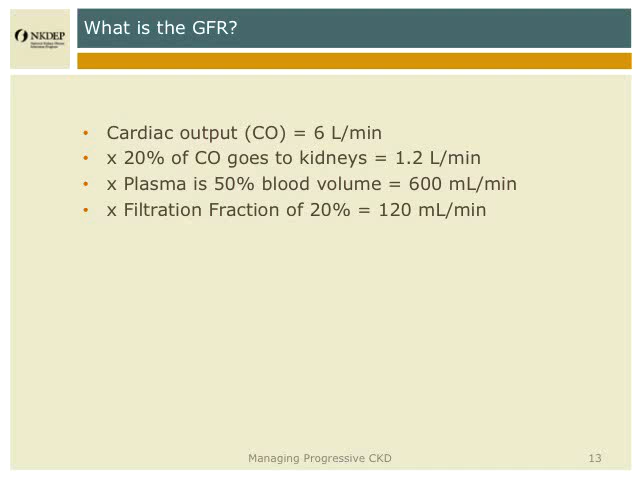 What is the GFR?
NKDEP
• Cardiac output (CO) = 6 L/min
• x 20% of CO goes to kidneys = 1.2 L/min
• x Plasma is 50% blood volume = 600 mL/min
• x Filtration Fraction of 20% = 120 mL/min
Managing Progressive CKD
13